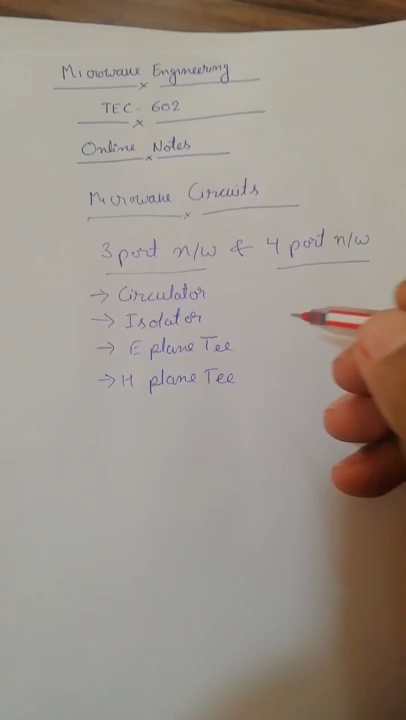 Microwave Engineering
TEC - 602
Online Notes
Microwave Circuits
3 port n/w & 4 port n/w
→ Circulator
→ Isolator
→ E plane Tee
→ H plane Tee